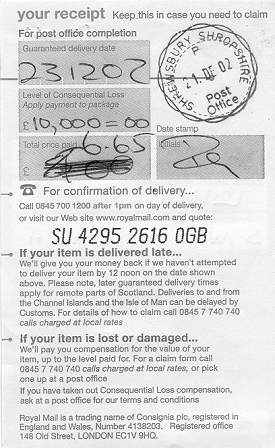 your receipt Keep this in case you need to claim
For post office completion
Guaranteed delivery date
231202
Level of Consequential Loss
Apply payment to package
£10,000=00
Total price paid
6.65
£
SHREWSBURY SHROPSHIRE
P
21 DE 02
Post
Office
Date stamp
Initials
For confirmation of delivery...
Call 0845 700 1200 after 1pm on day of delivery,
or visit our Web site www.royalmail.com and quote:
SU 4295 2616 0GB
If your item is delivered late...
We'll give you your money back if we haven't attempted
to deliver your item by 12 noon on the date shown
above. Please note, later guaranteed delivery times
apply for remote parts of Scotland. Deliveries to and from
the Channel Islands and the Isle of Man can be delayed by
Customs. For details of how to claim call 0845 7 740 740
calls charged at local rates
If your item is lost or damaged...
We'll pay you compensation for the value of your
item, up to the level paid for. For a claim form call
0845 7 740 740 calls charged at local rates, or pick
one up at a post office
If you have taken out Consequential Loss compensation,
ask at a post office for our terms and conditions
Royal Mail is a trading name of Consignia plc, registered in
England and Wales, Number 4138203. Registered office
148 Old Street, LONDON EC1V 9HQ.